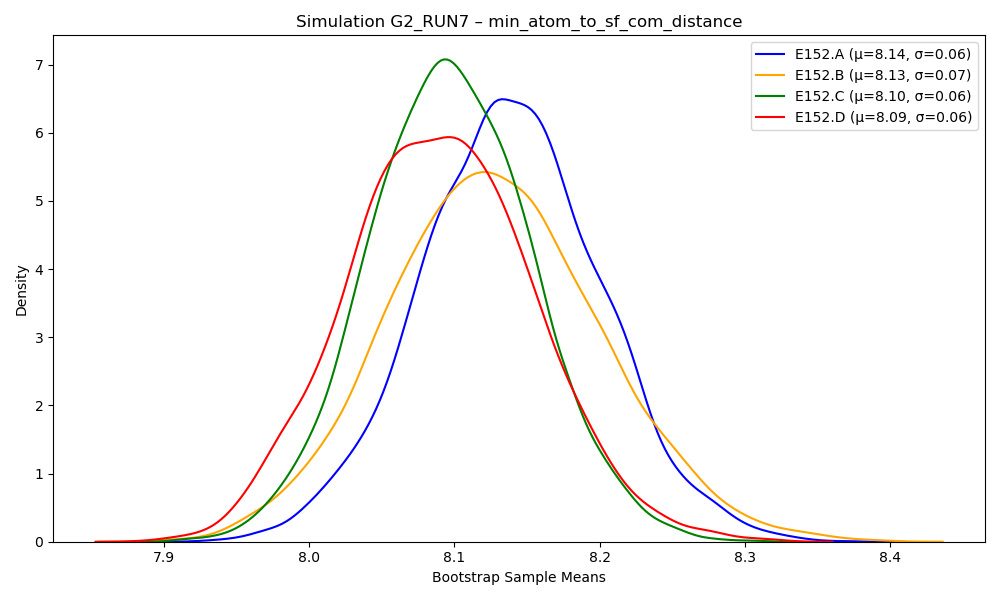 Simulation G2_RUN7 – min_atom_to_sf_com_distance
E152.A (μ=8.14, σ=0.06)
E152.B (μ=8.13, σ=0.07)
E152.C (μ=8.10, σ=0.06)
E152.D (μ=8.09, σ=0.06)
Density
7
6
5
4
3
2
1
0
7.9 8.0 8.1 8.2 8.3 8.4
Bootstrap Sample Means